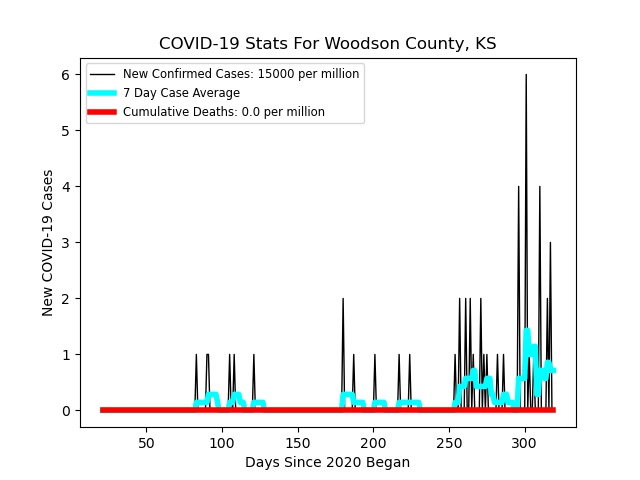 COVID-19 Stats For Woodson County, KS
New Confirmed Cases: 15000 per million
7 Day Case Average
Cumulative Deaths: 0.0 per million
New COVID-19 Cases
6
5
4
3
2
1
0
50 100 150 200 250 300
Days Since 2020 Began